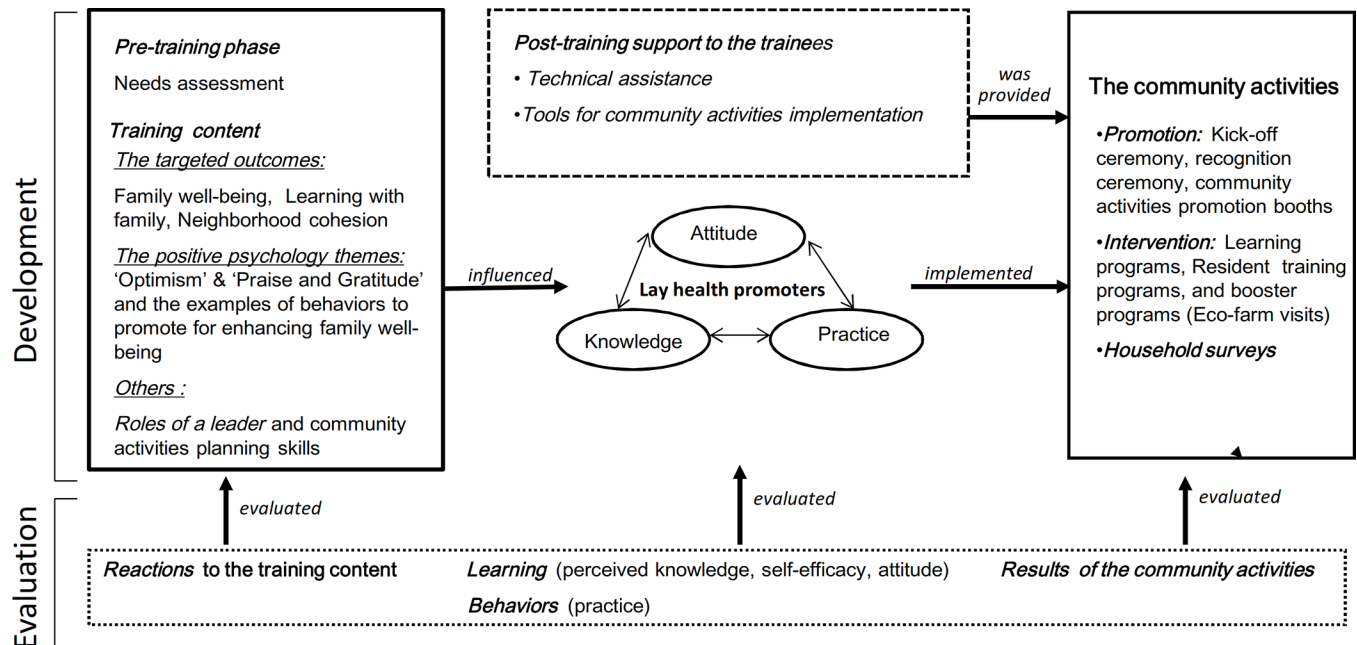 Development
Pre-training phase
Needs assessment
Training content
The targeted outcomes:
Family well-being, Learning with
family, Neighborhood cohesion
The positive psychology themes:
‘Optimism’ & ‘Praise and Gratitude’
and the examples of behaviors to
promote for enhancing family well-
being
Others :
Roles of a leader and community
activities planning skills
influenced
Post-training support to the trainees
• Technical assistance
•Tools for community activities implementation
was
provided
Attitude
Lay health promoters
Knowledge
Practice
implemented
The community activities
•Promotion: Kick-off
ceremony, recognition
ceremony, community
activities promotion booths
•Intervention: Learning
programs, Resident training
programs, and booster
programs (Eco-farm visits)
•Household surveys
Evaluation
evaluated
evaluated
evaluated
Reactions to the training content
Learning (perceived knowledge, self-efficacy, attitude)
Behaviors (practice)
Results of the community activities